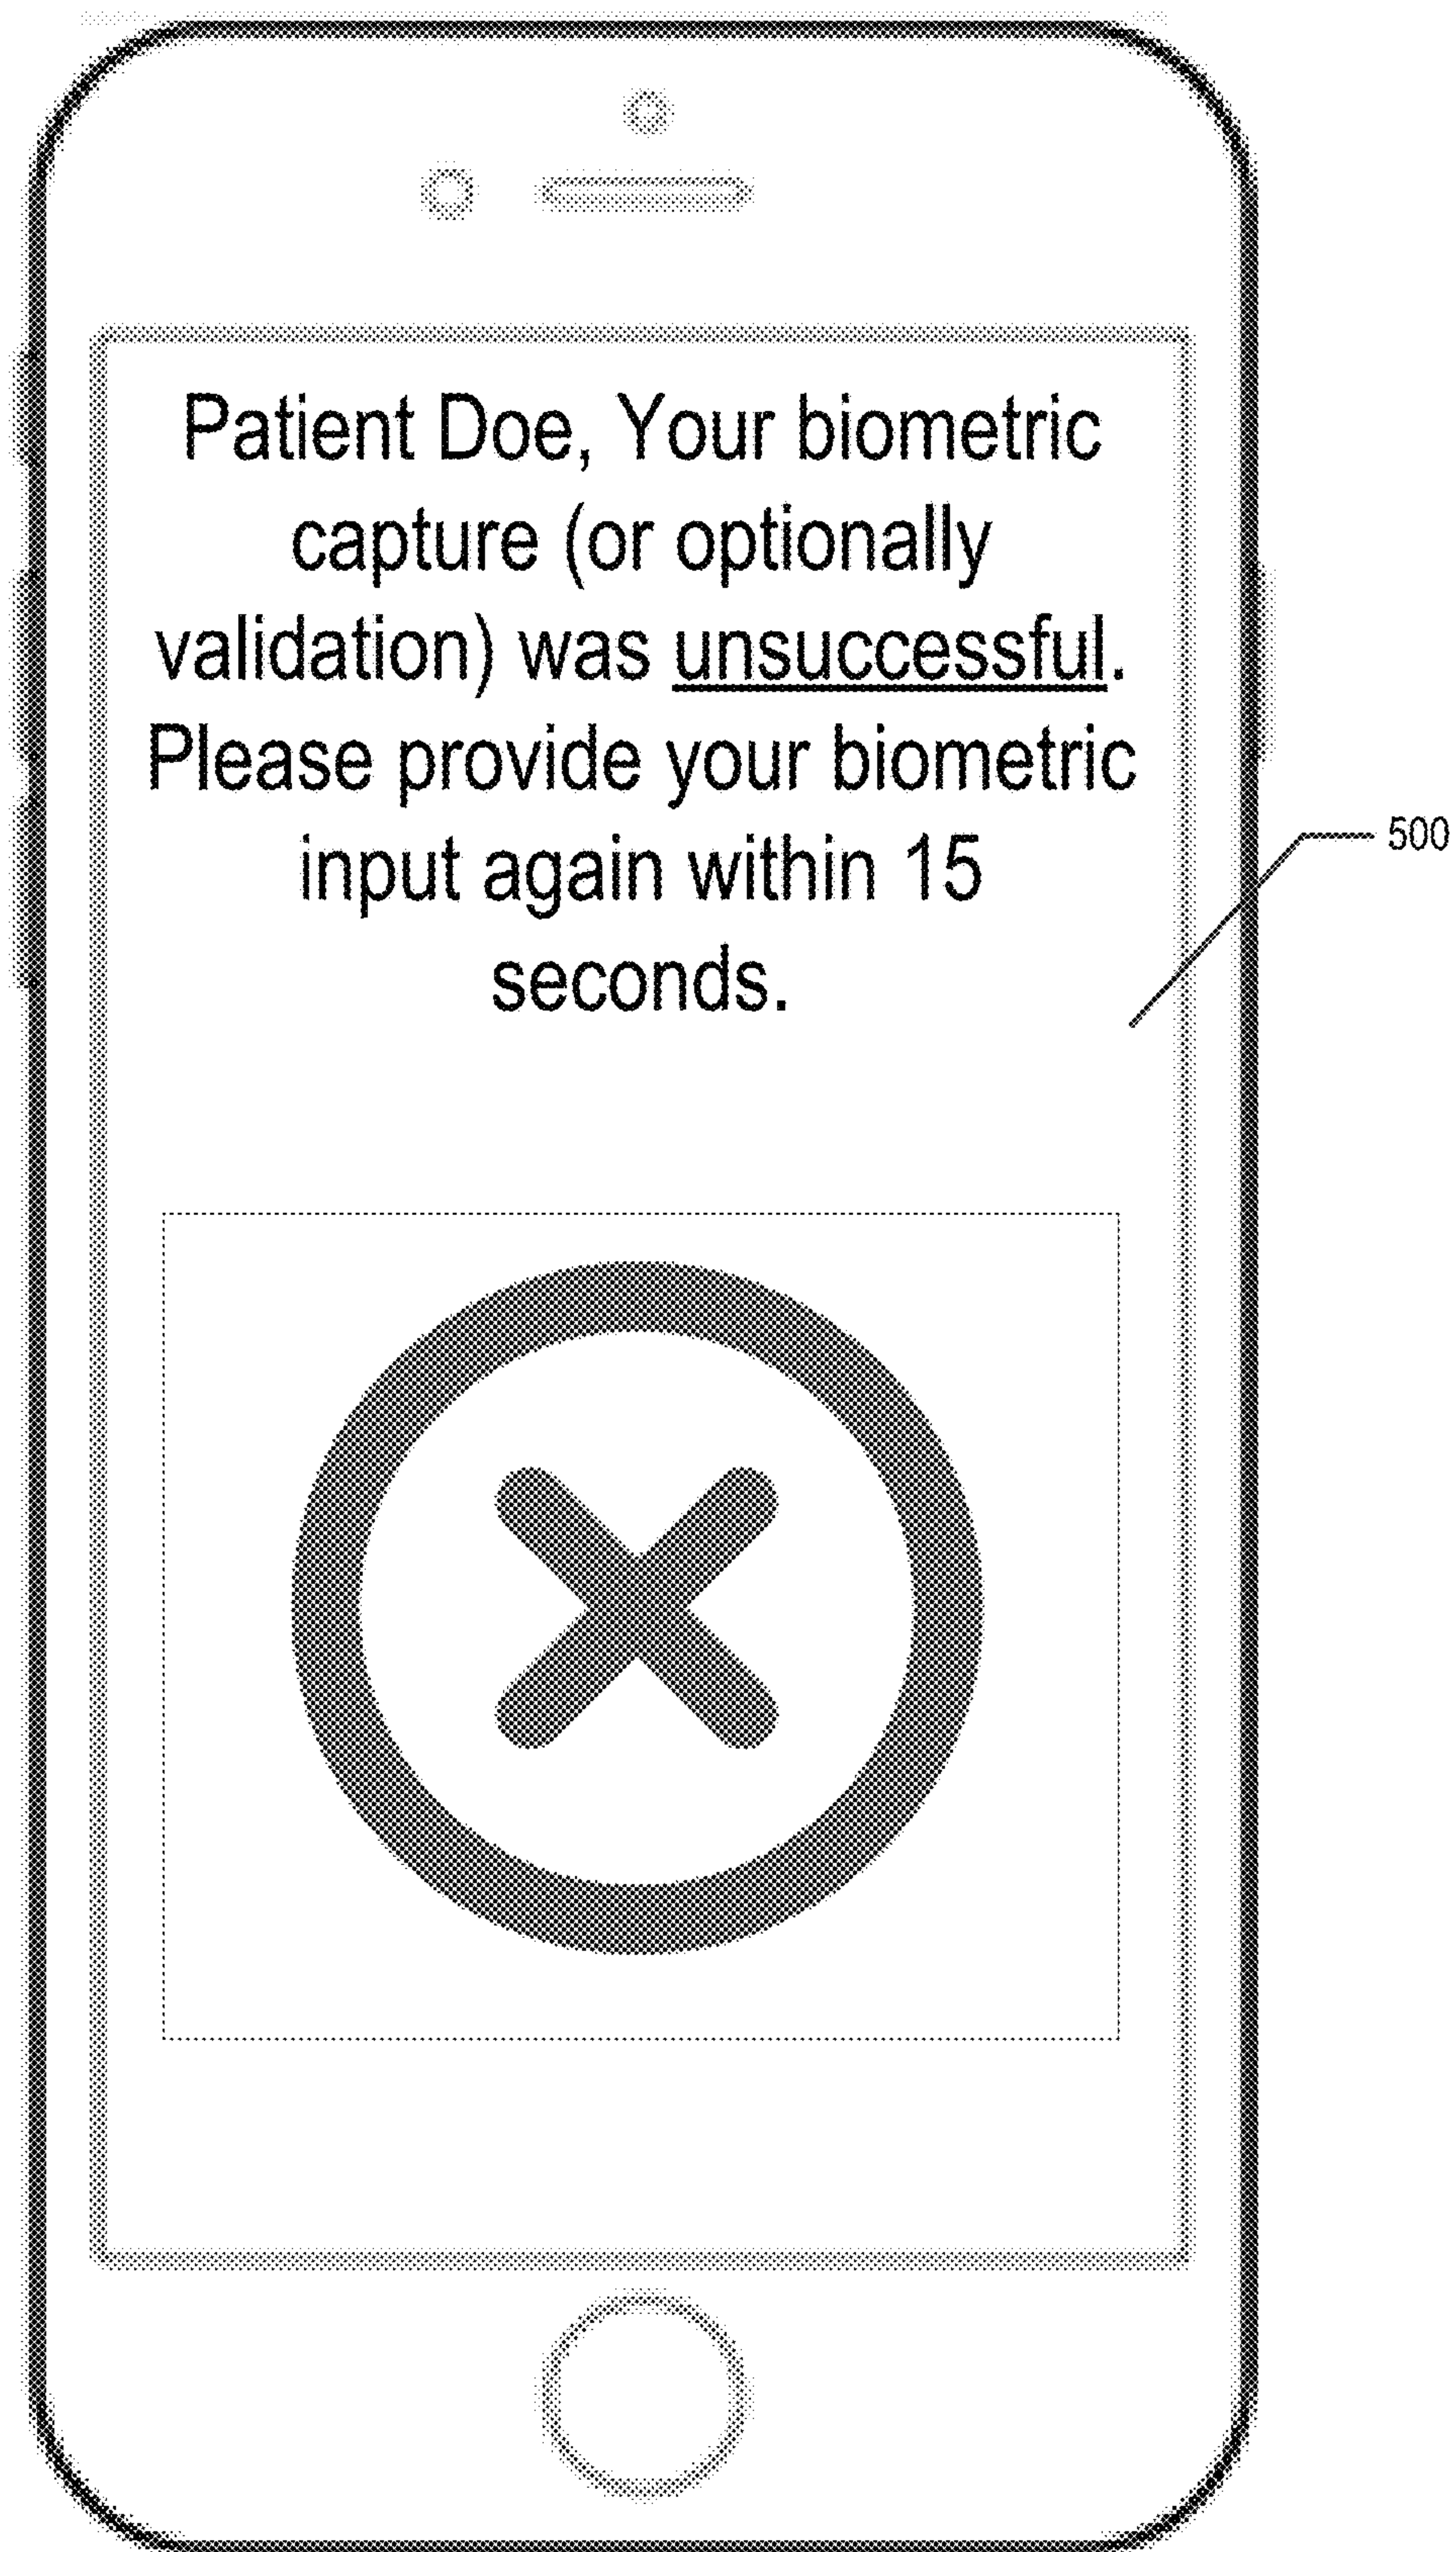 Patient Doe, Your biometric
capture (or optionally
validation) was unsuccessful.
Please provide your biometric
input again within 15
seconds.
500